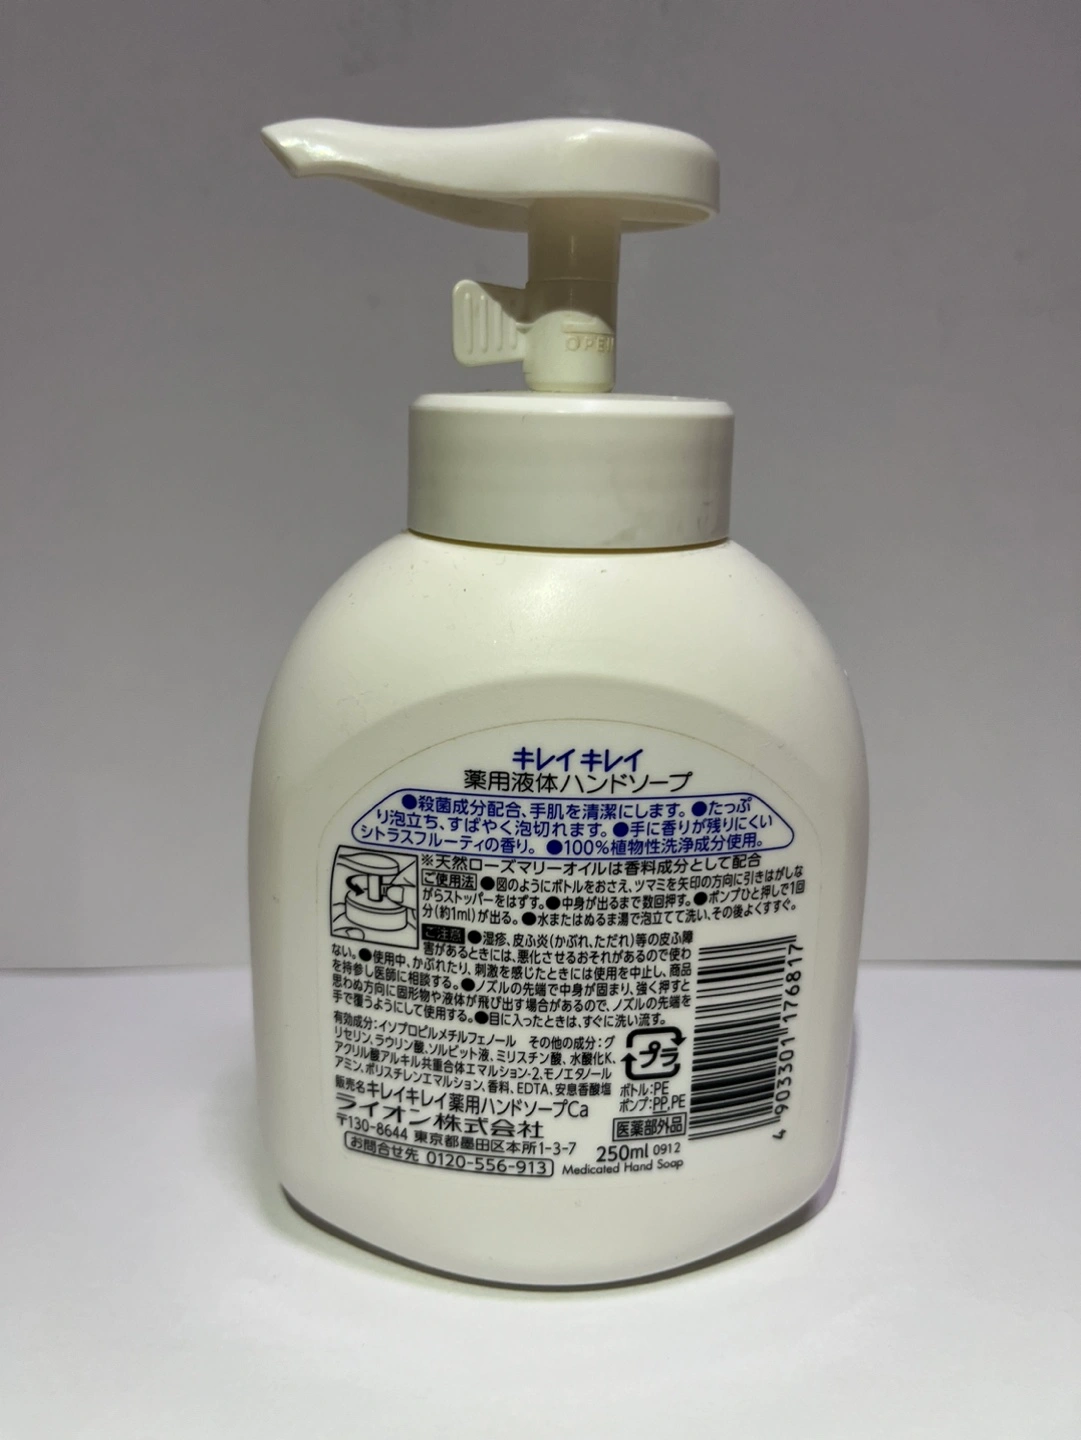 OPEN
キレイキレイ
薬用液体ハンドソープ
●殺菌成分配合、手肌を清潔にします。●たっぷ
り泡立ち、すばやく泡切れます。●手に香りが残りにくい
シトラスフルーティの香り。●100%植物性洗浄成分使用。
※天然ローズマリーオイルは香料成分として配合
ご使用法 ●図のようにボトルをおさえ、ツマミを矢印の方向に引きはがしな
がらストッパーをはずす。●中身が出るまで数回押す。●ポンプひと押しで1回
分(約1ml)が出る。●水またはぬるま湯で泡立てて洗い、その後よくすすぐ。
ご注意 ●湿疹、皮ふ炎(かぶれ、ただれ)等の皮ふ障
害があるときには、悪化させるおそれがあるので使わ
ない。●使用中、かぶれたり、刺激を感じたときには使用を中止し、商品
を持参し医師に相談する。●ノズルの先端で中身が固まり、強く押すと
思わぬ方向に固形物や液体が飛び出す場合があるので、ノズルの先端を
手で覆うようにして使用する。●目に入ったときは、すぐに洗い流す。
有効成分:イソプロピルメチルフェノール その他の成分:グ
リセリン、ラウリン酸、ソルビット液、ミリスチン酸、水酸化K、
アクリル酸アルキル共重合体エマルション-2、モノエタノール
アミン、ポリスチレンエマルション、香料、EDTA、安息香酸塩
販売名キレイキレイ薬用ハンドソープCa
ライオン株式会社
〒130-8644 東京都墨田区本所1-3-7
お問合せ先 0120-556-913
プラ
ボトル:PE
ポンプ:PP,PE
医薬部外品
250ml 0912
Medicated Hand Soap
4 903301 176817